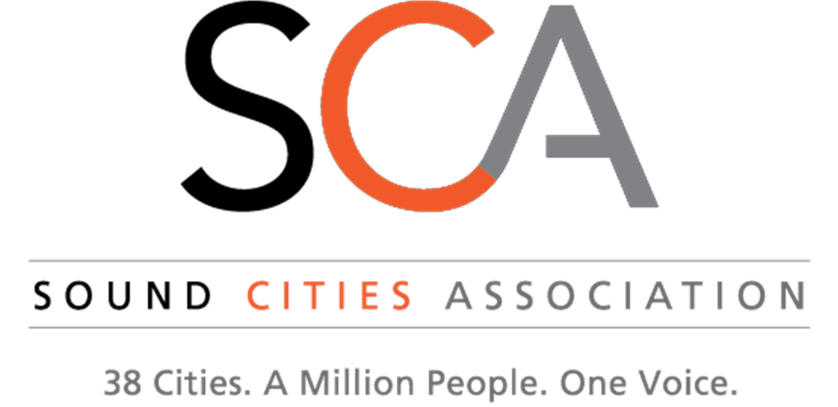 SCA
SOUND CITIES ASSOCIATION
38 Cities. A Million People. One Voice.